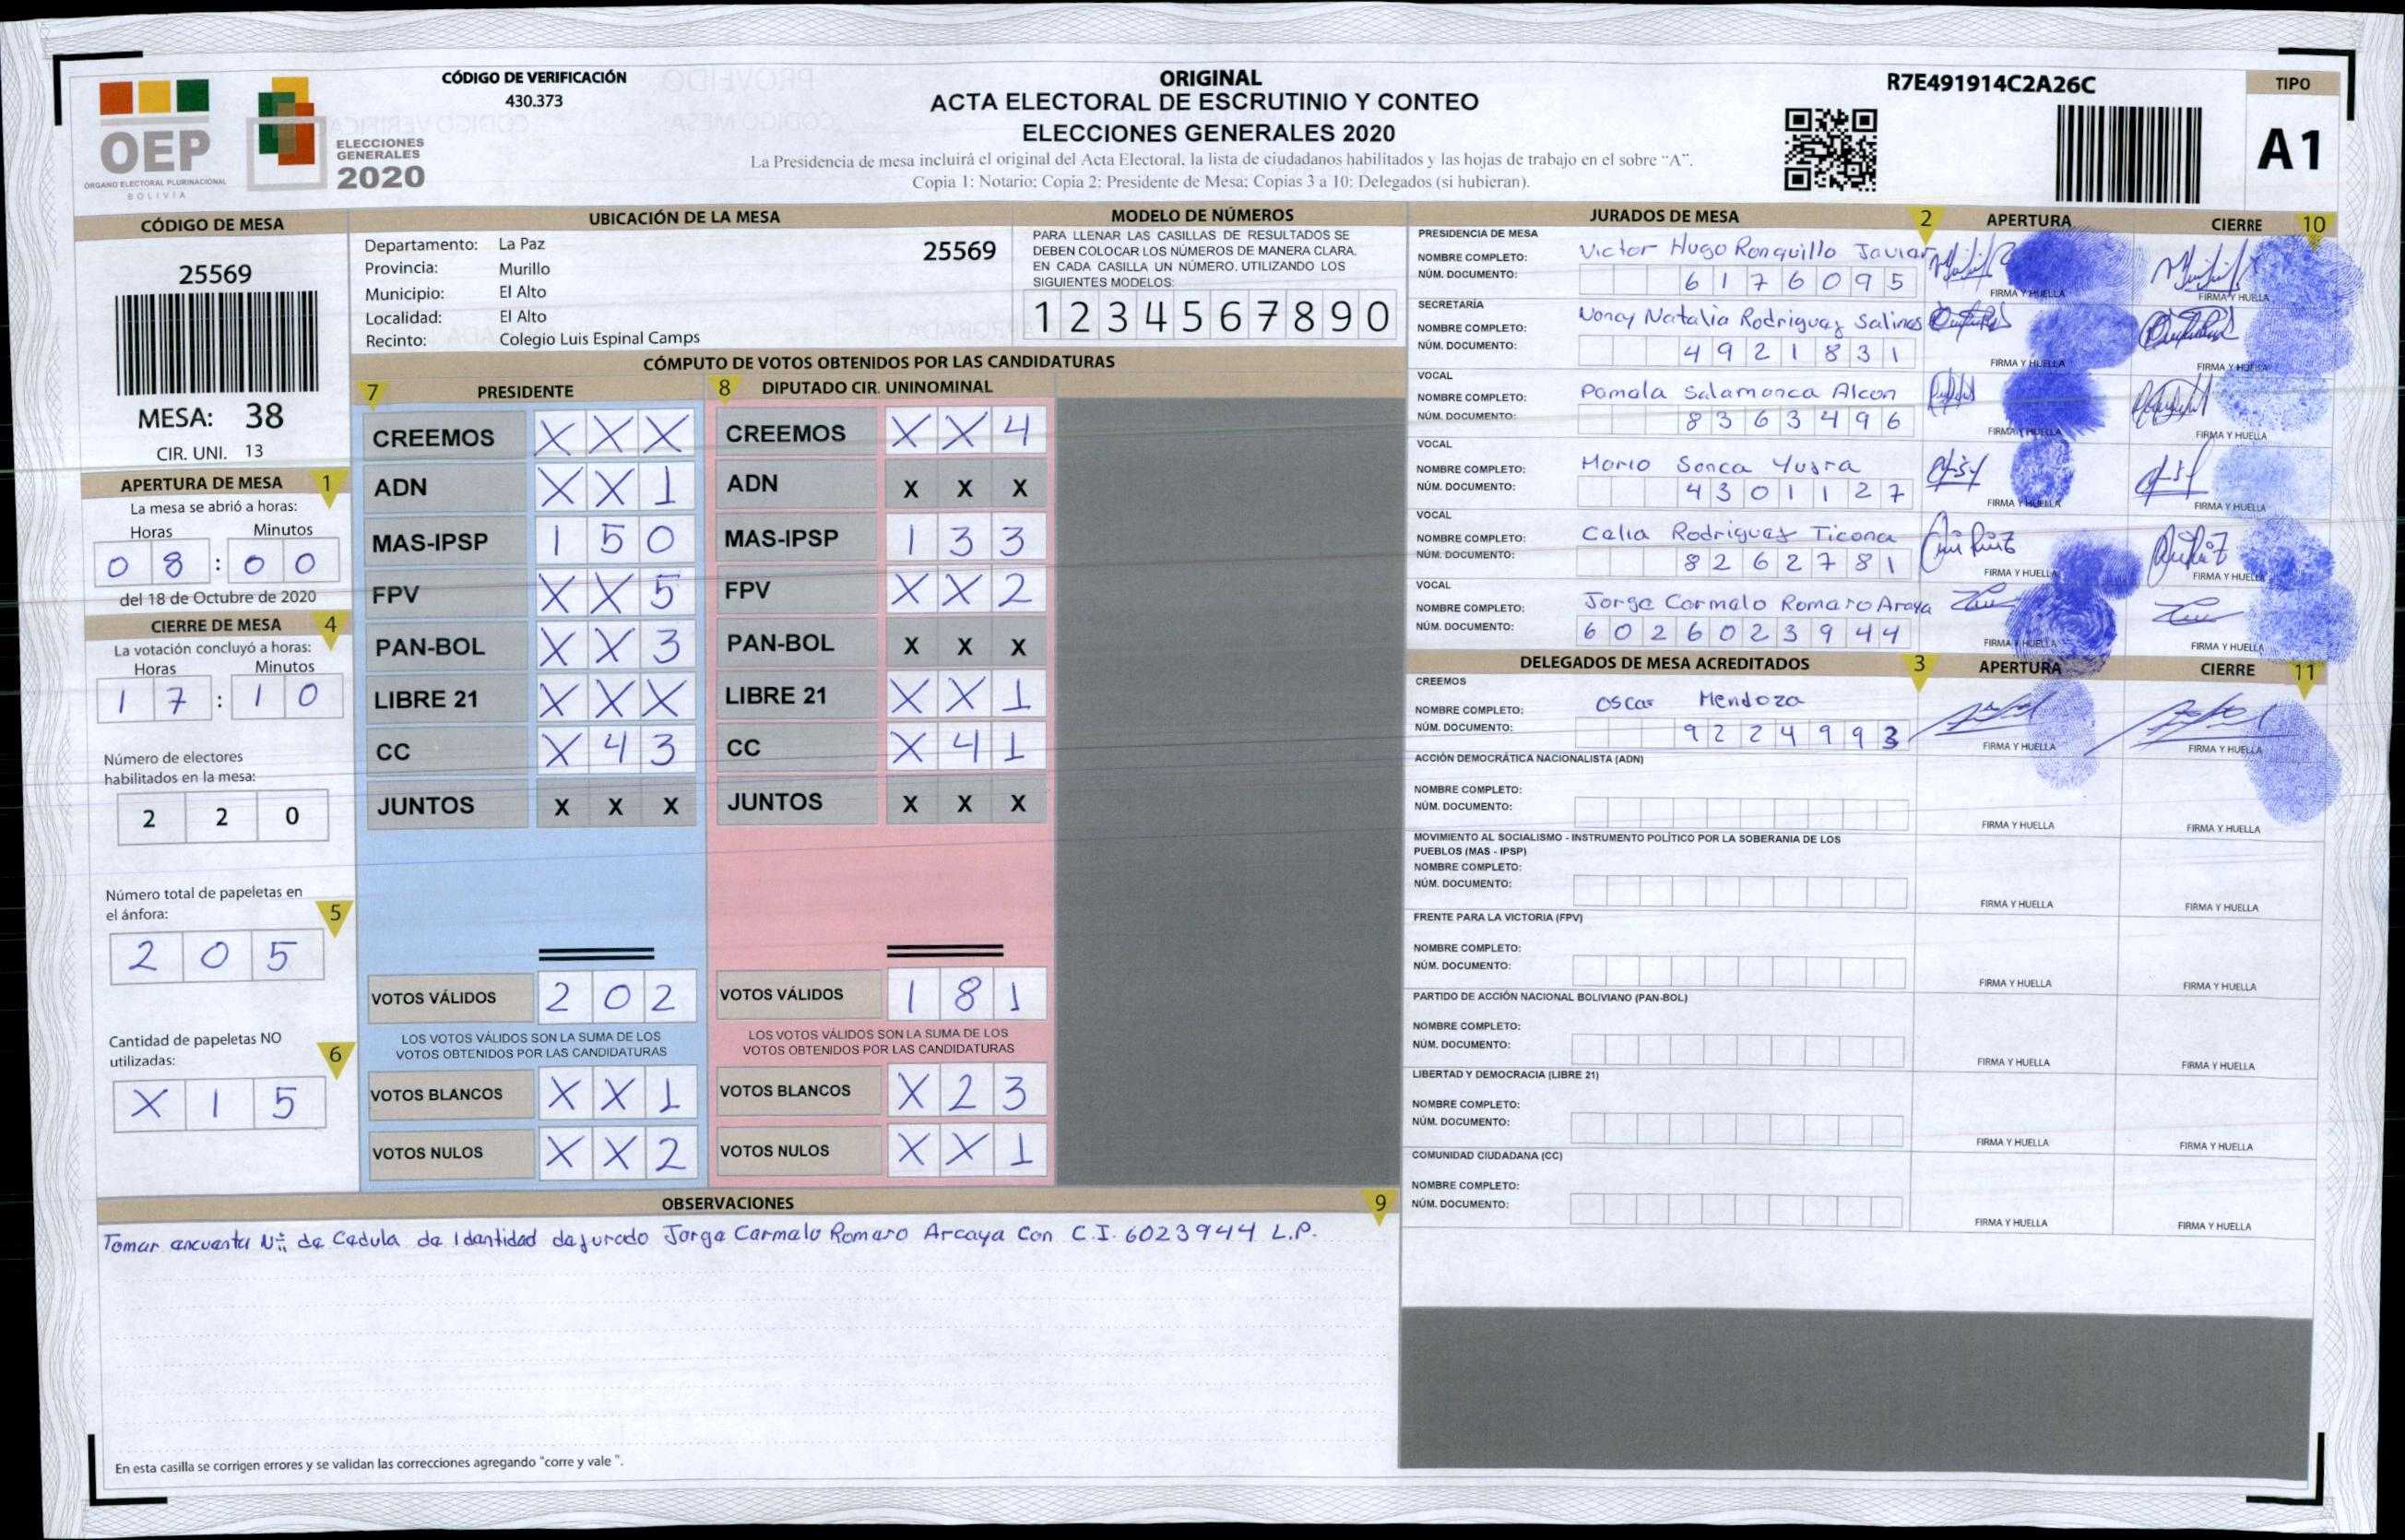 CÓDIGO DE VERIFICACIÓN
430.373
OEP
ÓRGANO ELECTORAL PLURINACIONAL
BOLIVIA
ELECCIONES
GENERALES
2020
ORIGINAL
ACTA ELECTORAL DE ESCRUTINIO Y CONTEO
ELECCIONES GENERALES 2020
La Presidencia de mesa incluirá el original del Acta Electoral, la lista de ciudadanos habilitados y las hojas de trabajo en el sobre “A”.
Copia 1: Notario; Copia 2: Presidente de Mesa; Copias 3 a 10: Delegados (si hubieran).
R7E491914C2A26C
TIPO
A1
CÓDIGO DE MESA
25569
MESA: 38
CIR. UNI. 13
APERTURA DE MESA 1
La mesa se abrió a horas:
Horas Minutos
0 8 : 0 0
del 18 de Octubre de 2020
CIERRE DE MESA 4
La votación concluyó a horas:
Horas Minutos
1 7 : 1 0
Número de electores
habilitados en la mesa:
2 2 0
Número total de papeletas en
el ánfora: 5
2 0 5
Cantidad de papeletas NO
utilizadas: 6
X 1 5
UBICACIÓN DE LA MESA
Departamento: La Paz 25569
Provincia: Murillo
Municipio: El Alto
Localidad: El Alto
Recinto: Colegio Luis Espinal Camps
MODELO DE NÚMEROS
PARA LLENAR LAS CASILLAS DE RESULTADOS SE
DEBEN COLOCAR LOS NÚMEROS DE MANERA CLARA.
EN CADA CASILLA UN NÚMERO, UTILIZANDO LOS
SIGUIENTES MODELOS:
1 2 3 4 5 6 7 8 9 0
CÓMPUTO DE VOTOS OBTENIDOS POR LAS CANDIDATURAS
7 PRESIDENTE
CREEMOS X X X
ADN X X 1
MAS-IPSP 1 5 0
FPV X X 5
PAN-BOL X X 3
LIBRE 21 X X X
CC X 4 3
JUNTOS X X X
VOTOS VÁLIDOS 2 0 2
LOS VOTOS VÁLIDOS SON LA SUMA DE LOS
VOTOS OBTENIDOS POR LAS CANDIDATURAS
VOTOS BLANCOS X X 1
VOTOS NULOS X X 2
8 DIPUTADO CIR. UNINOMINAL
CREEMOS X X 4
ADN X X X
MAS-IPSP 1 3 3
FPV X X 2
PAN-BOL X X X
LIBRE 21 X X 1
CC X 4 1
JUNTOS X X X
VOTOS VÁLIDOS 1 8 1
LOS VOTOS VÁLIDOS SON LA SUMA DE LOS
VOTOS OBTENIDOS POR LAS CANDIDATURAS
VOTOS BLANCOS X 2 3
VOTOS NULOS X X 1
OBSERVACIONES 9
Tomar encuenta Nº de Cedula de Identidad de jurado Jorge Carmelo Romero Arcaya Con C.I. 6023944 L.P.
En esta casilla se corrigen errores y se validan las correcciones agregando "corre y vale ".
JURADOS DE MESA 2 APERTURA CIERRE 10
PRESIDENCIA DE MESA
NOMBRE COMPLETO: Victor Hugo Ronquillo Javier
NÚM. DOCUMENTO: 6 1 7 6 0 9 5
FIRMA Y HUELLA FIRMA Y HUELLA
SECRETARÍA
NOMBRE COMPLETO: Nancy Natalia Rodriguez Salinas
NÚM. DOCUMENTO: 4 9 2 1 8 3 1
FIRMA Y HUELLA FIRMA Y HUELLA
VOCAL
NOMBRE COMPLETO: Pamela Salamanca Alcon
NÚM. DOCUMENTO: 8 3 6 3 4 9 6
FIRMA Y HUELLA FIRMA Y HUELLA
VOCAL
NOMBRE COMPLETO: Mario Sonca Yujra
NÚM. DOCUMENTO: 4 3 0 1 1 2 7
FIRMA Y HUELLA FIRMA Y HUELLA
VOCAL
NOMBRE COMPLETO: Celia Rodriguez Ticona
NÚM. DOCUMENTO: 8 2 6 2 7 8 1
FIRMA Y HUELLA FIRMA Y HUELLA
VOCAL
NOMBRE COMPLETO: Jorge Carmelo Romero Araya
NÚM. DOCUMENTO: 6 0 2 6 0 2 3 9 4 4
FIRMA Y HUELLA FIRMA Y HUELLA
DELEGADOS DE MESA ACREDITADOS 3 APERTURA CIERRE 11
CREEMOS
NOMBRE COMPLETO: Oscar Mendoza
NÚM. DOCUMENTO: 9 2 2 4 9 9 3
FIRMA Y HUELLA FIRMA Y HUELLA
ACCIÓN DEMOCRÁTICA NACIONALISTA (ADN)
NOMBRE COMPLETO:
NÚM. DOCUMENTO:
FIRMA Y HUELLA FIRMA Y HUELLA
MOVIMIENTO AL SOCIALISMO - INSTRUMENTO POLÍTICO POR LA SOBERANIA DE LOS
PUEBLOS (MAS - IPSP)
NOMBRE COMPLETO:
NÚM. DOCUMENTO:
FIRMA Y HUELLA FIRMA Y HUELLA
FRENTE PARA LA VICTORIA (FPV)
NOMBRE COMPLETO:
NÚM. DOCUMENTO:
FIRMA Y HUELLA FIRMA Y HUELLA
PARTIDO DE ACCIÓN NACIONAL BOLIVIANO (PAN-BOL)
NOMBRE COMPLETO:
NÚM. DOCUMENTO:
FIRMA Y HUELLA FIRMA Y HUELLA
LIBERTAD Y DEMOCRACIA (LIBRE 21)
NOMBRE COMPLETO:
NÚM. DOCUMENTO:
FIRMA Y HUELLA FIRMA Y HUELLA
COMUNIDAD CIUDADANA (CC)
NOMBRE COMPLETO:
NÚM. DOCUMENTO:
FIRMA Y HUELLA FIRMA Y HUELLA